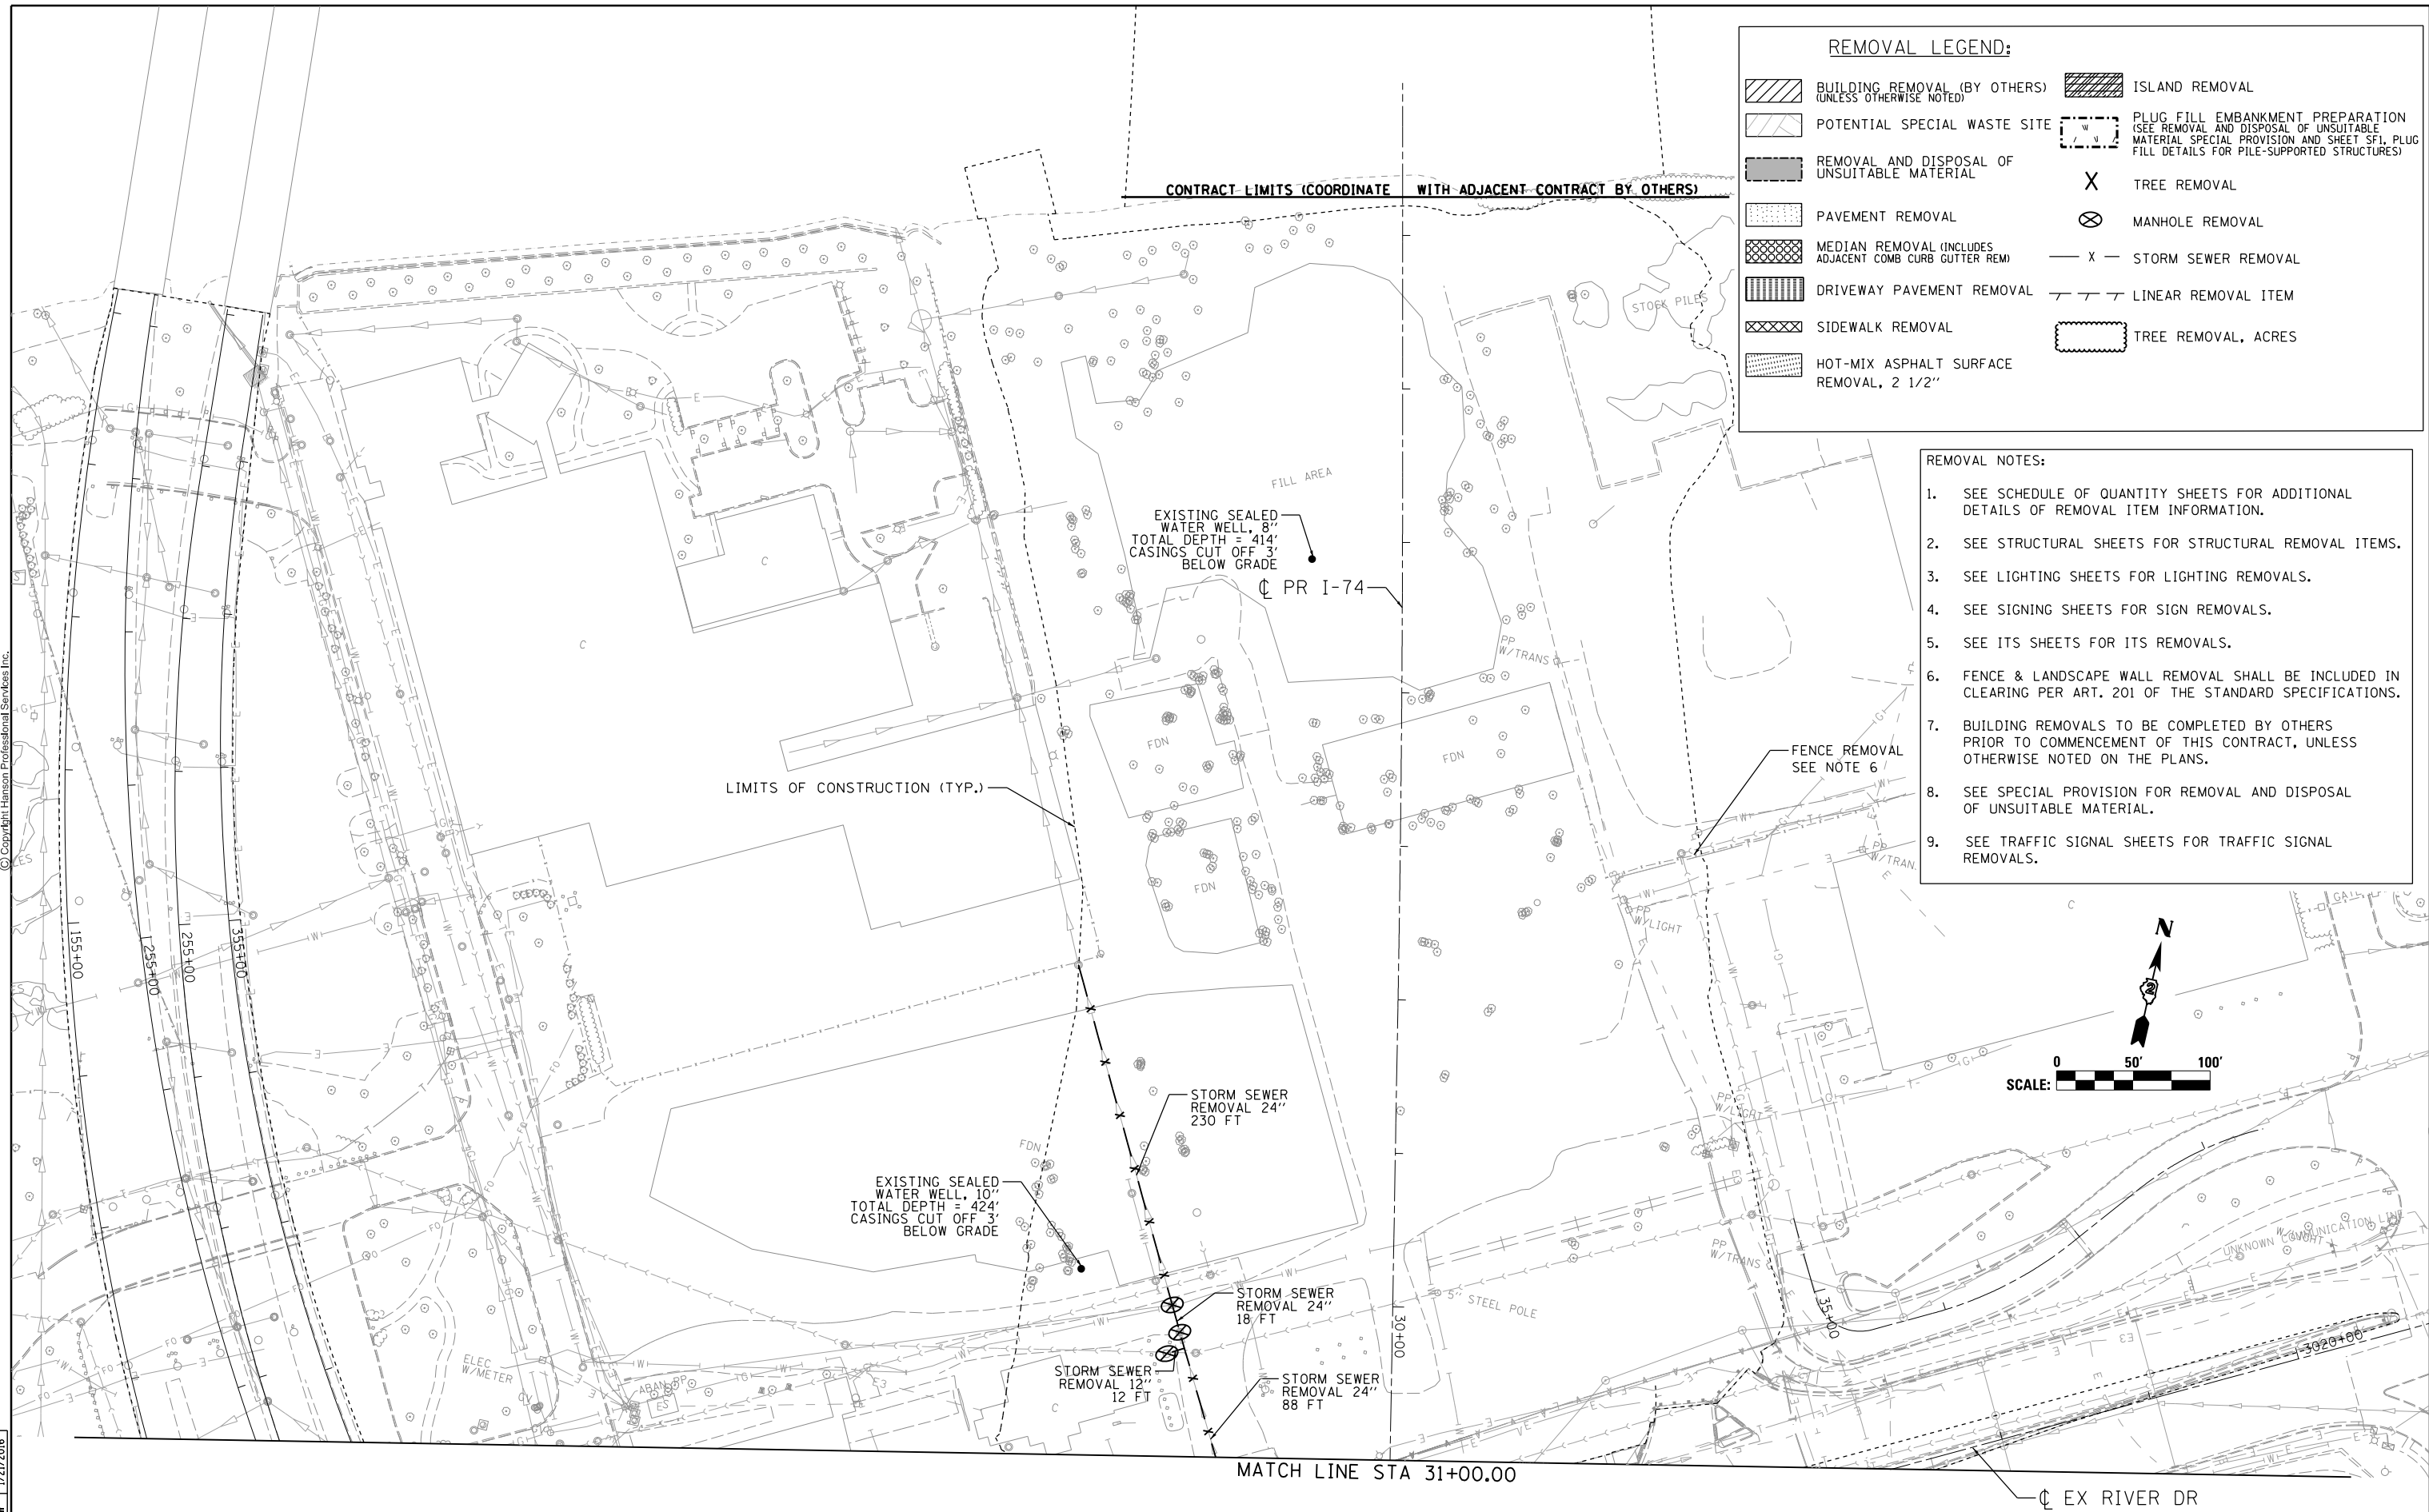 REMOVAL LEGEND:
BUILDING REMOVAL (BY OTHERS)
(UNLESS OTHERWISE NOTED)
POTENTIAL SPECIAL WASTE SITE
REMOVAL AND DISPOSAL OF
UNSUITABLE MATERIAL
PAVEMENT REMOVAL
MEDIAN REMOVAL (INCLUDES
ADJACENT COMB CURB GUTTER REM)
DRIVEWAY PAVEMENT REMOVAL
SIDEWALK REMOVAL
HOT-MIX ASPHALT SURFACE
REMOVAL, 2 1/2"
ISLAND REMOVAL
PLUG FILL EMBANKMENT PREPARATION
(SEE REMOVAL AND DISPOSAL OF UNSUITABLE
MATERIAL SPECIAL PROVISION AND SHEET SF1, PLUG
FILL DETAILS FOR PILE-SUPPORTED STRUCTURES)
X TREE REMOVAL
MANHOLE REMOVAL
X STORM SEWER REMOVAL
LINEAR REMOVAL ITEM
TREE REMOVAL, ACRES
CONTRACT LIMITS (COORDINATE WITH ADJACENT CONTRACT BY OTHERS)
STOCK PILES
REMOVAL NOTES:
1. SEE SCHEDULE OF QUANTITY SHEETS FOR ADDITIONAL
DETAILS OF REMOVAL ITEM INFORMATION.
2. SEE STRUCTURAL SHEETS FOR STRUCTURAL REMOVAL ITEMS.
3. SEE LIGHTING SHEETS FOR LIGHTING REMOVALS.
4. SEE SIGNING SHEETS FOR SIGN REMOVALS.
5. SEE ITS SHEETS FOR ITS REMOVALS.
6. FENCE & LANDSCAPE WALL REMOVAL SHALL BE INCLUDED IN
CLEARING PER ART. 201 OF THE STANDARD SPECIFICATIONS.
7. BUILDING REMOVALS TO BE COMPLETED BY OTHERS
PRIOR TO COMMENCEMENT OF THIS CONTRACT, UNLESS
OTHERWISE NOTED ON THE PLANS.
8. SEE SPECIAL PROVISION FOR REMOVAL AND DISPOSAL
OF UNSUITABLE MATERIAL.
9. SEE TRAFFIC SIGNAL SHEETS FOR TRAFFIC SIGNAL
REMOVALS.
FILL AREA
EXISTING SEALED
WATER WELL, 8"
TOTAL DEPTH = 414'
CASINGS CUT OFF 3'
BELOW GRADE
℄ PR I-74
C
C
PP
W/TRANS
FDN
FDN
FDN
FENCE REMOVAL
SEE NOTE 6
LIMITS OF CONSTRUCTION (TYP.)
PP
W/TRAN
PP
W/LIGHT
C
155+00
255+00
255+00
355+00
N
2
0 50' 100'
SCALE:
STORM SEWER
REMOVAL 24"
230 FT
PP
W/LIGHT
FDN
EXISTING SEALED
WATER WELL, 10"
TOTAL DEPTH = 424'
CASINGS CUT OFF 3'
BELOW GRADE
PP
W/TRANS
UNKNOWN COMMUNICATION LINE
STORM SEWER
REMOVAL 24"
18 FT
5" STEEL POLE
30+00
35+00
3020+00
ELEC
W/METER
ABAN PP
CV
ES
C
STORM SEWER
REMOVAL 12"
12 FT
STORM SEWER
REMOVAL 24"
88 FT
MATCH LINE STA 31+00.00
℄ EX RIVER DR
(C) Copyright Hanson Professional Services Inc.